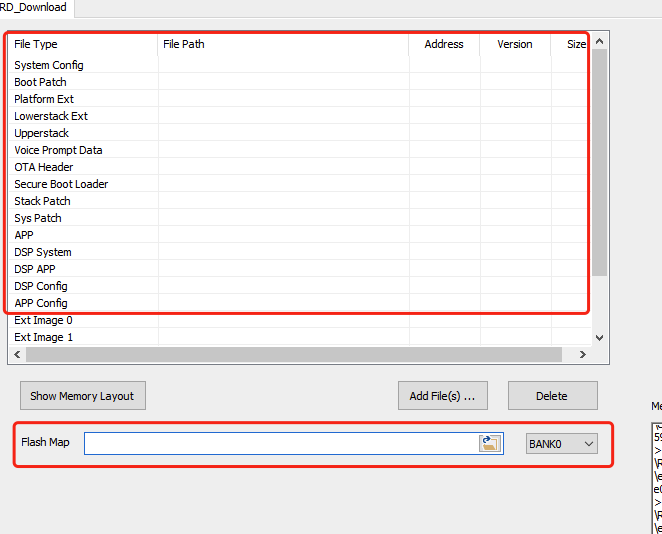 RD_Download
File Type File Path Address Version Size
System Config
Boot Patch
Platform Ext
Lowerstack Ext
Upperstack
Voice Prompt Data
OTA Header
Secure Boot Loader
Stack Patch
Sys Patch
APP
DSP System
DSP APP
DSP Config
APP Config
Ext Image 0
Ext Image 1
Show Memory Layout Add File(s) ... Delete
Flash Map BANK0
Me
59
>
\R
\e
e0
>
\R
\e